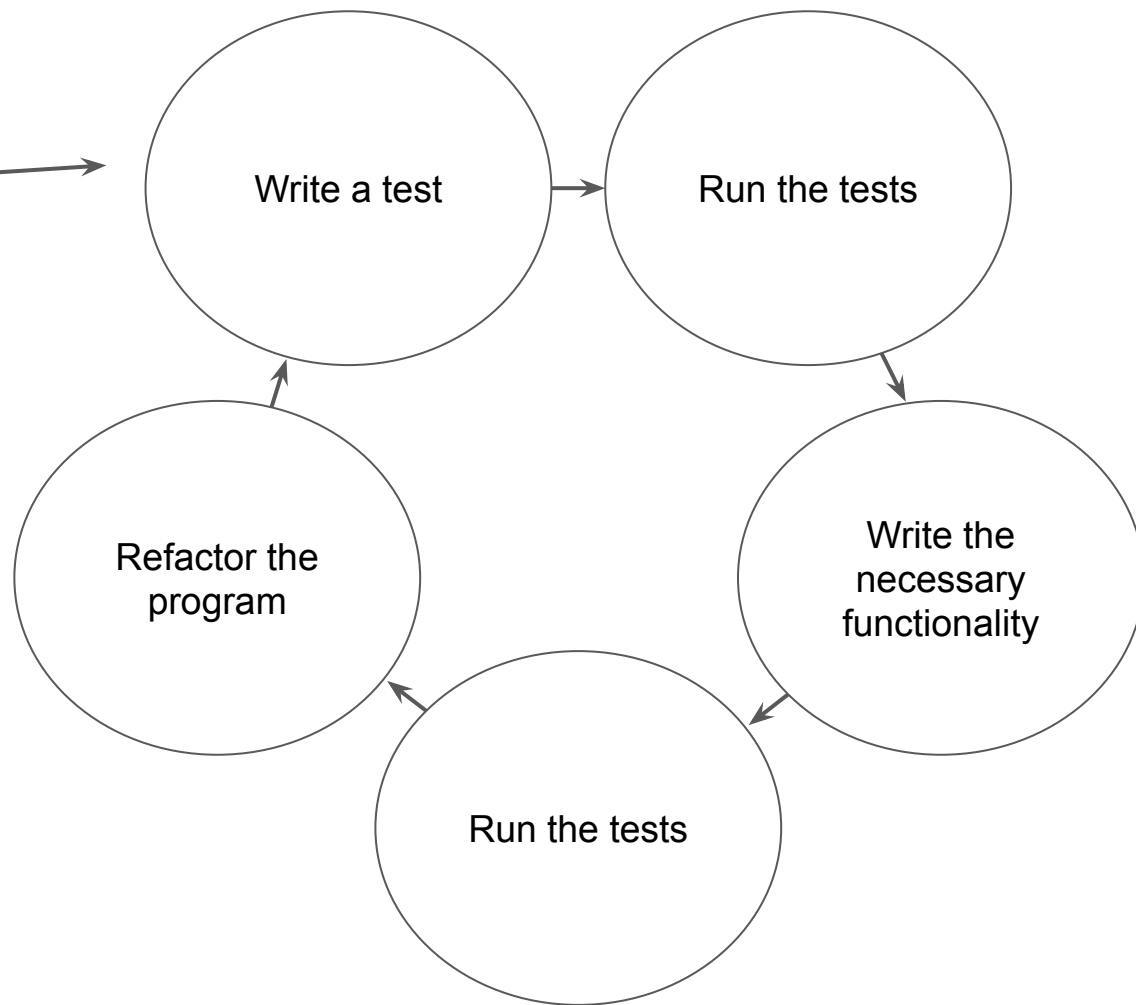 Write a test
Run the tests
Write the
necessary
functionality
Run the tests
Refactor the
program